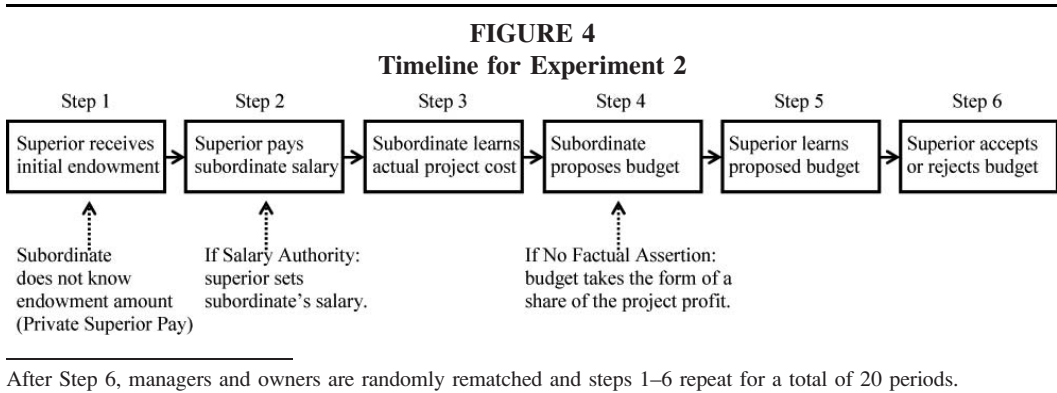 FIGURE 4
Timeline for Experiment 2
Step 1
Step 2
Step 3
Step 4
Step 5
Step 6
Superior receives
initial endowment
Superior pays
subordinate salary
Subordinate learns
actual project cost
Subordinate
proposes budget
Superior learns
proposed budget
Superior accepts
or rejects budget
Subordinate
does not know
endowment amount
(Private Superior Pay)
If Salary Authority:
superior sets
subordinate’s salary.
If No Factual Assertion:
budget takes the form of a
share of the project profit.
After Step 6, managers and owners are randomly rematched and steps 1–6 repeat for a total of 20 periods.